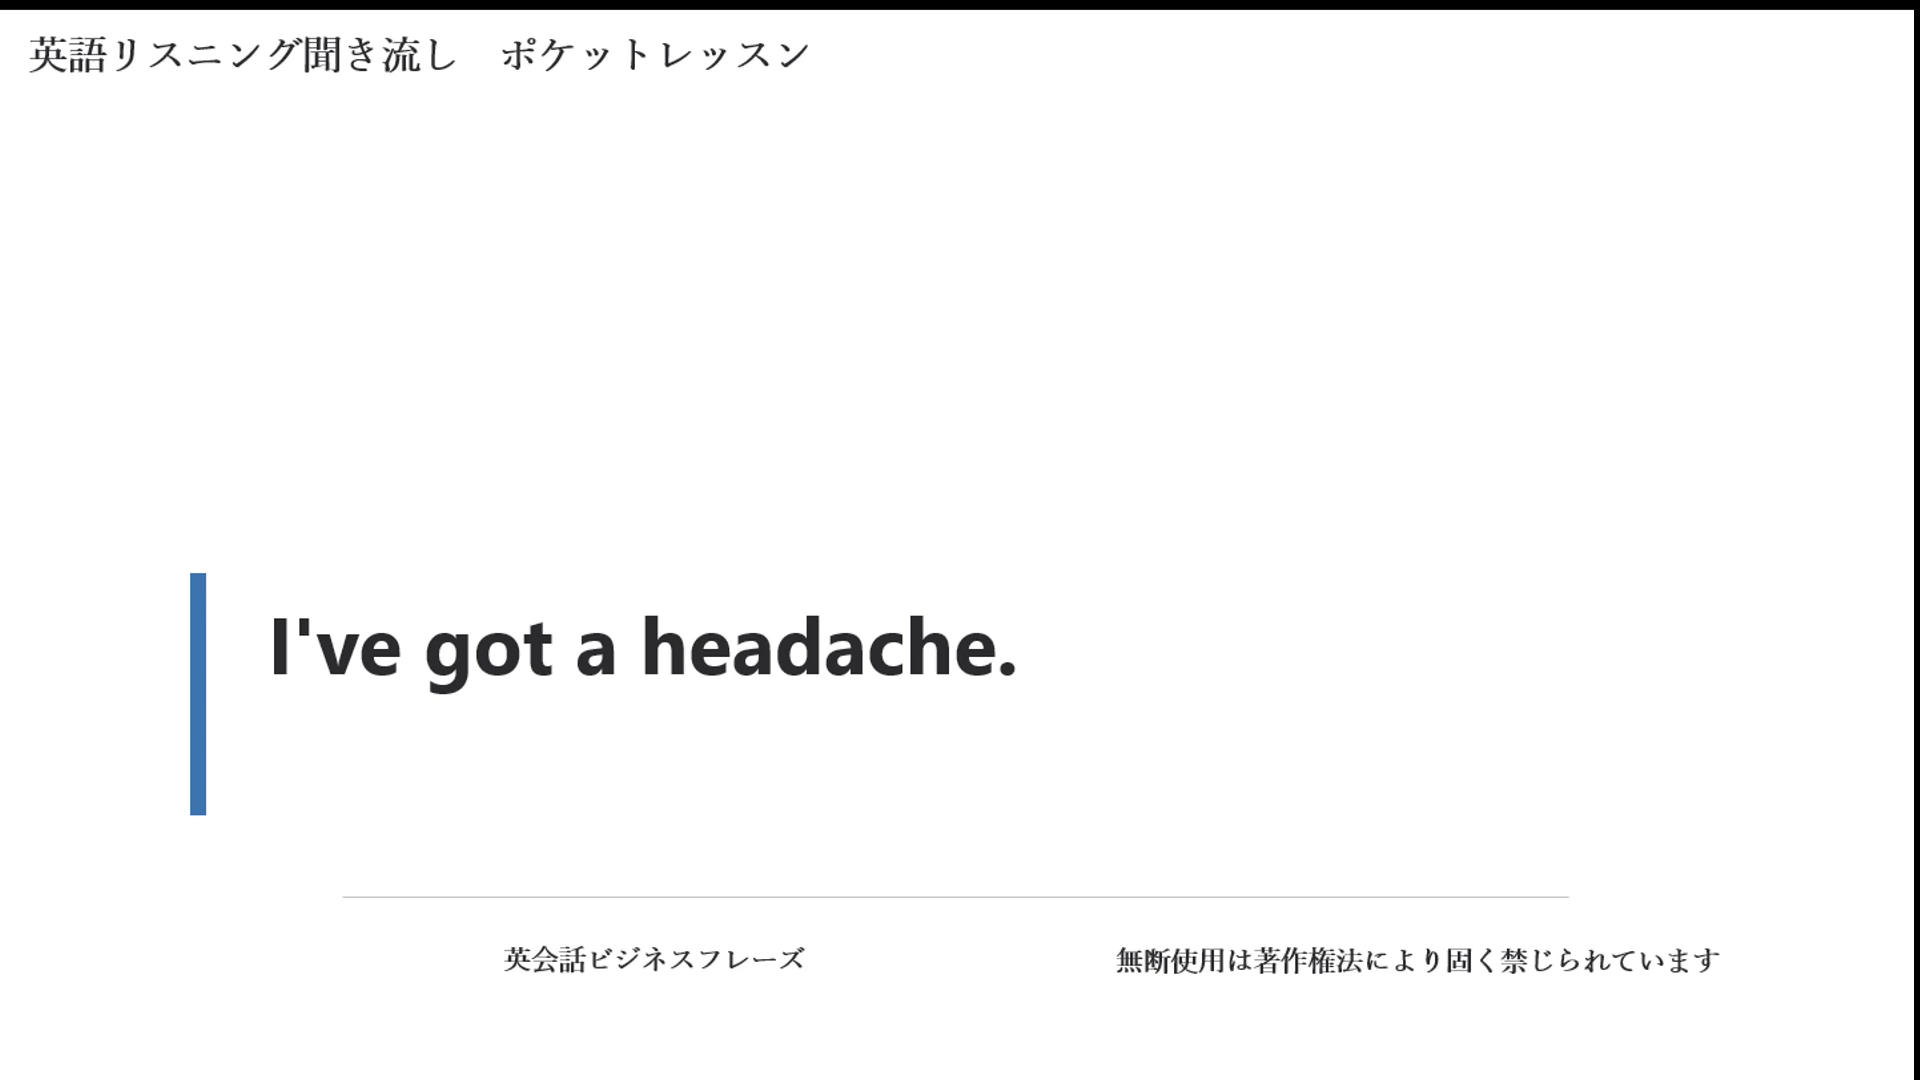 英語リスニング聞き流し　ポケットレッスン
I've got a headache.
英会話ビジネスフレーズ
無断使用は著作権法により固く禁じられています